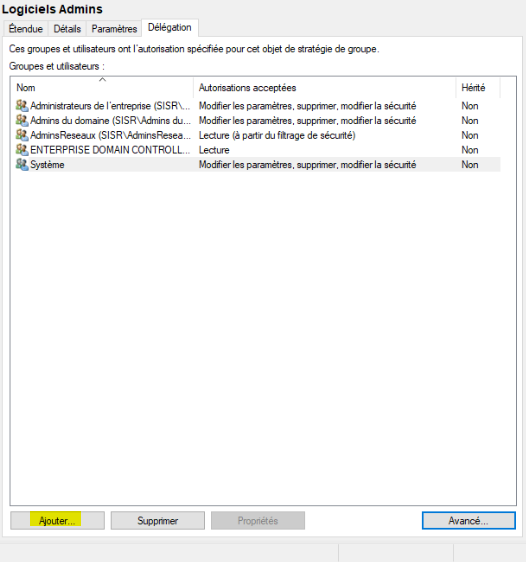 Logiciels Admins
Étendue Détails Paramètres Délégation
Ces groupes et utilisateurs ont l'autorisation spécifiée pour cet objet de stratégie de groupe.
Groupes et utilisateurs :
Nom Autorisations acceptées Hérité
Administrateurs de l'entreprise (SISR\... Modifier les paramètres, supprimer, modifier la sécurité Non
Admins du domaine (SISR\Admins du... Modifier les paramètres, supprimer, modifier la sécurité Non
AdminsReseaux (SISR\AdminsResea... Lecture (à partir du filtrage de sécurité) Non
ENTERPRISE DOMAIN CONTROLL... Lecture Non
Système Modifier les paramètres, supprimer, modifier la sécurité Non
Ajouter... Supprimer Propriétés Avancé...